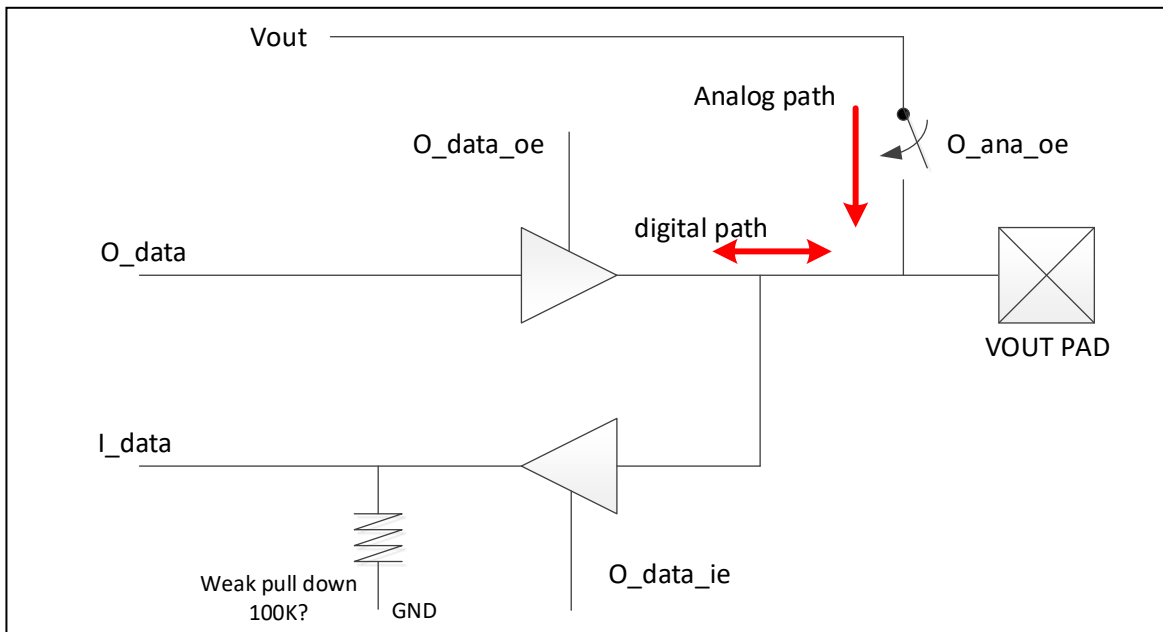 Vout
Analog path
O_data_oe
O_ana_oe
digital path
O_data
VOUT PAD
I_data
O_data_ie
Weak pull down
100K?
GND